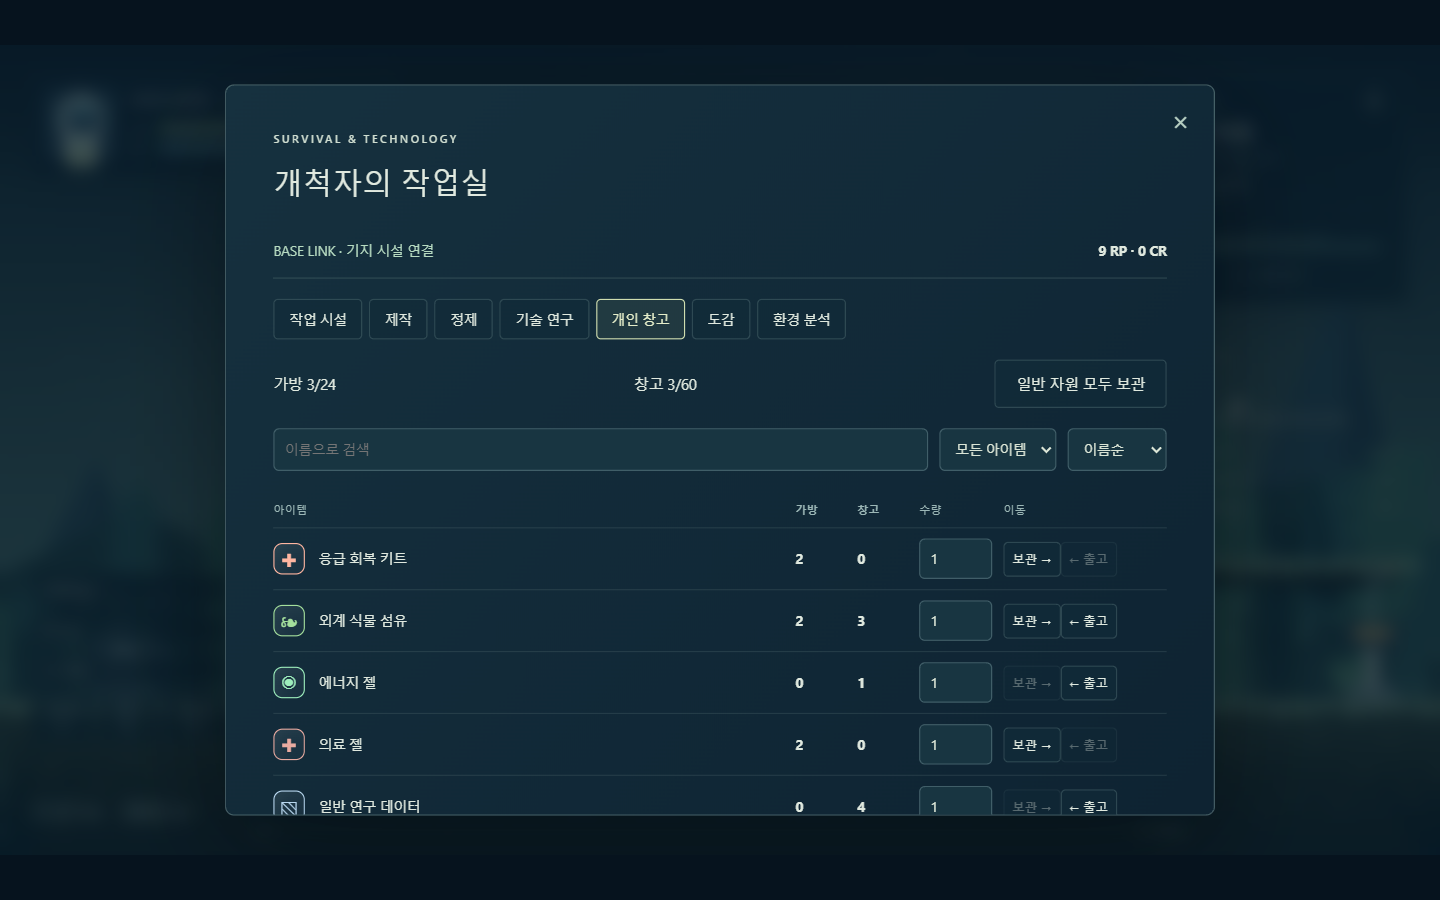 SURVIVAL & TECHNOLOGY
개척자의 작업실
BASE LINK · 기지 시설 연결 9 RP · 0 CR
작업 시설 제작 정제 기술 연구 개인 창고 도감 환경 분석
가방 3/24 창고 3/60 일반 자원 모두 보관
이름으로 검색 모든 아이템 이름순
아이템 가방 창고 수량 이동
응급 회복 키트 2 0 1 보관 → ← 출고
외계 식물 섬유 2 3 1 보관 → ← 출고
에너지 젤 0 1 1 보관 → ← 출고
의료 젤 2 0 1 보관 → ← 출고
일반 연구 데이터 0 4 1 보관 → ← 출고